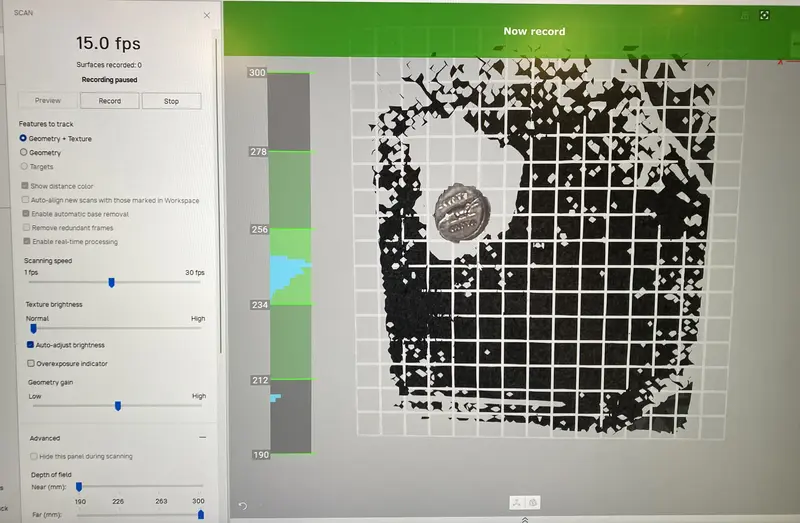 SCAN
15.0 fps
Surfaces recorded: 0
Recording paused
Preview
Record
Stop
Features to track
Geometry + Texture
Geometry
Targets
Show distance color
Auto-align new scans with those marked in Workspace
Enable automatic base removal
Remove redundant frames
Enable real-time processing
Scanning speed
1 fps
30 fps
Texture brightness
Normal
High
Auto-adjust brightness
Overexposure indicator
Geometry gain
Low
High
Advanced
Hide this panel during scanning
Depth of field
Near (mm):
190
226
263
300
Far (mm):
Now record
300
278
256
234
212
190